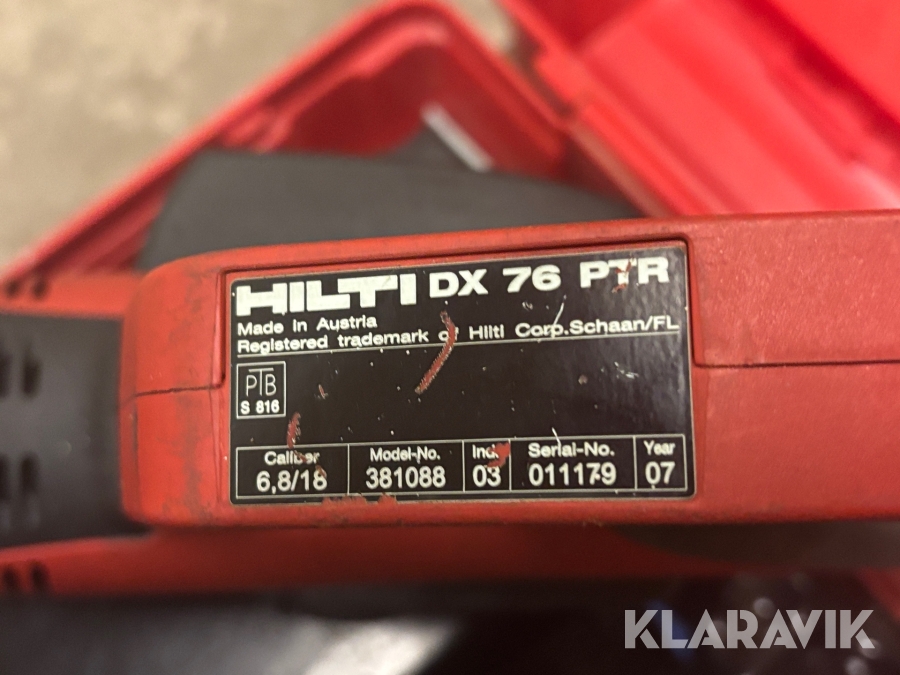 HILTI DX 76 PTR
Made in Austria
Registered trademark of Hilti Corp.Schaan/FL
PTB
S 816
Caliber Model-No. Ind. Serial-No. Year
6,8/18 381088 03 011179 07
KLARAVIK